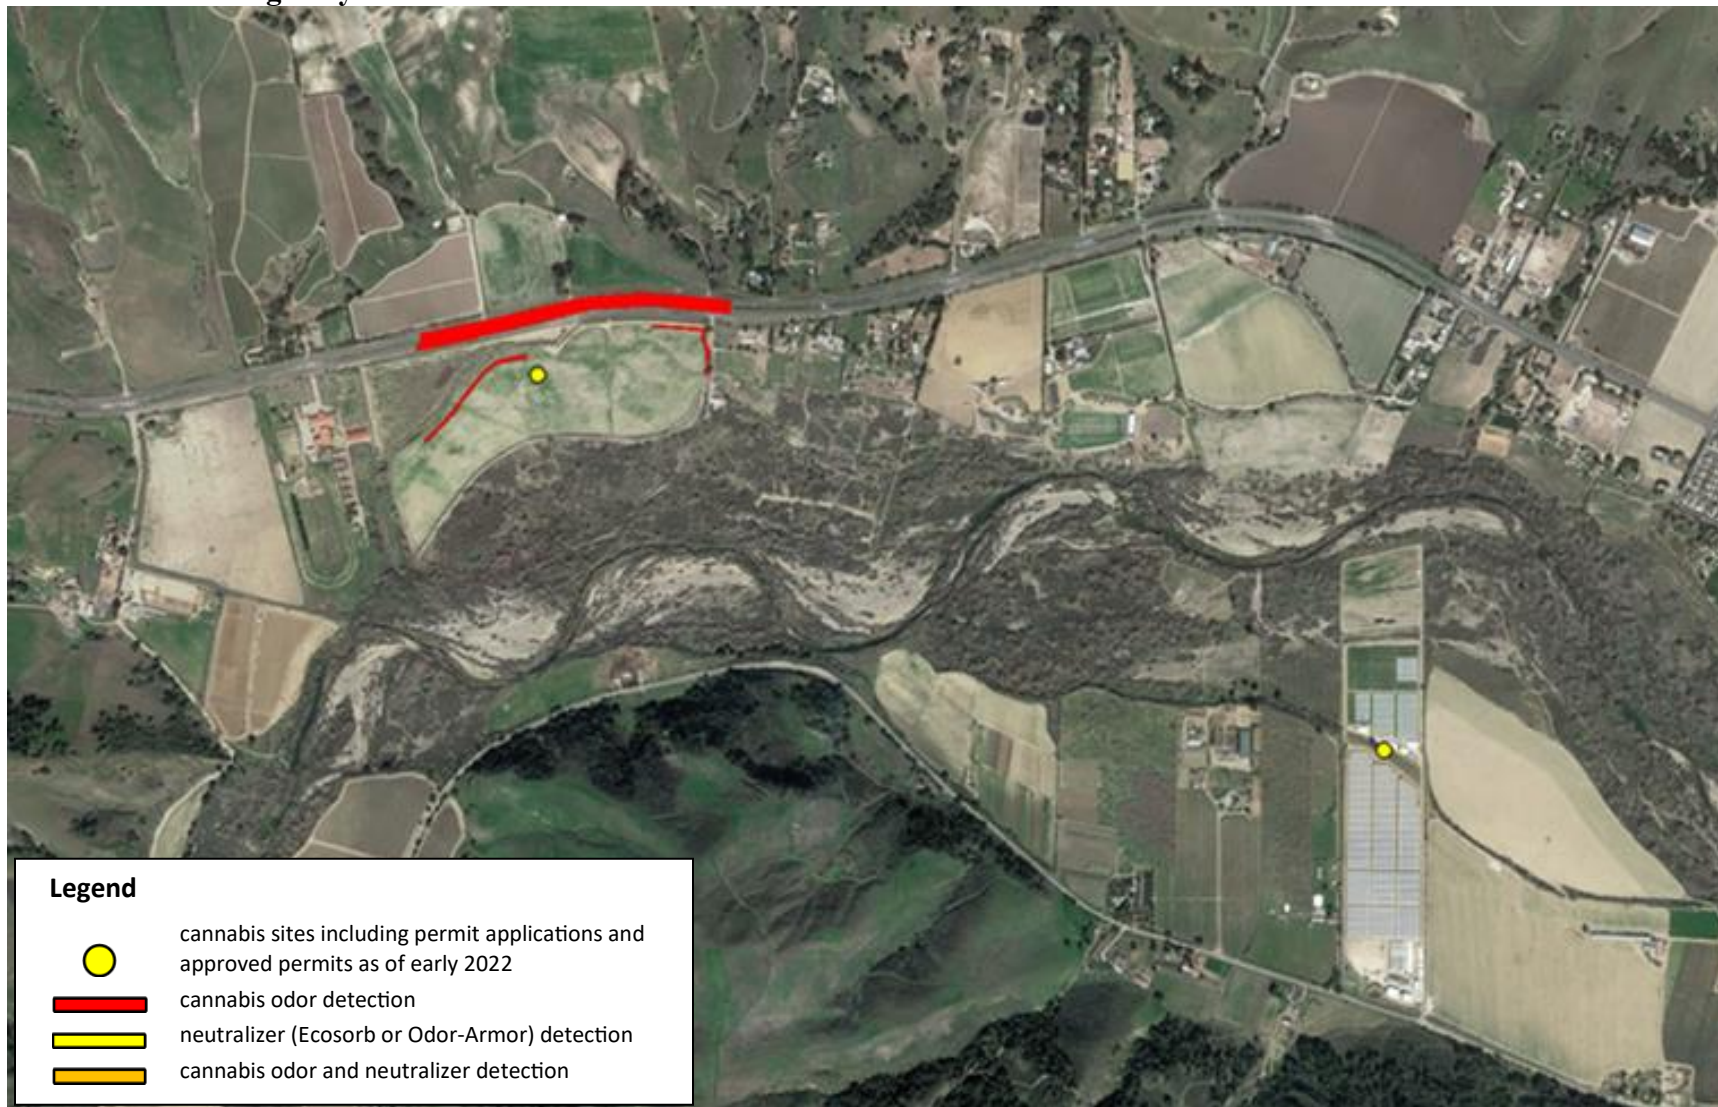 Legend
cannabis sites including permit applications and
approved permits as of early 2022
cannabis odor detection
neutralizer (Ecosorb or Odor-Armor) detection
cannabis odor and neutralizer detection